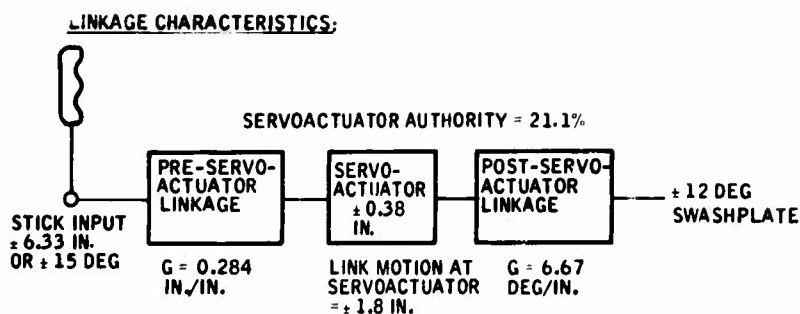 LINKAGE CHARACTERISTICS:
SERVOACTUATOR AUTHORITY = 21.1%
PRE-SERVO-
ACTUATOR
LINKAGE
SERVO-
ACTUATOR
± 0.38
IN.
POST-SERVO-
ACTUATOR
LINKAGE
± 12 DEG
SWASHPLATE
STICK INPUT
± 6.33 IN.
OR ± 15 DEG
G = 0.284
IN./IN.
LINK MOTION AT
SERVOACTUATOR
= ± 1.8 IN.
G = 6.67
DEG/IN.